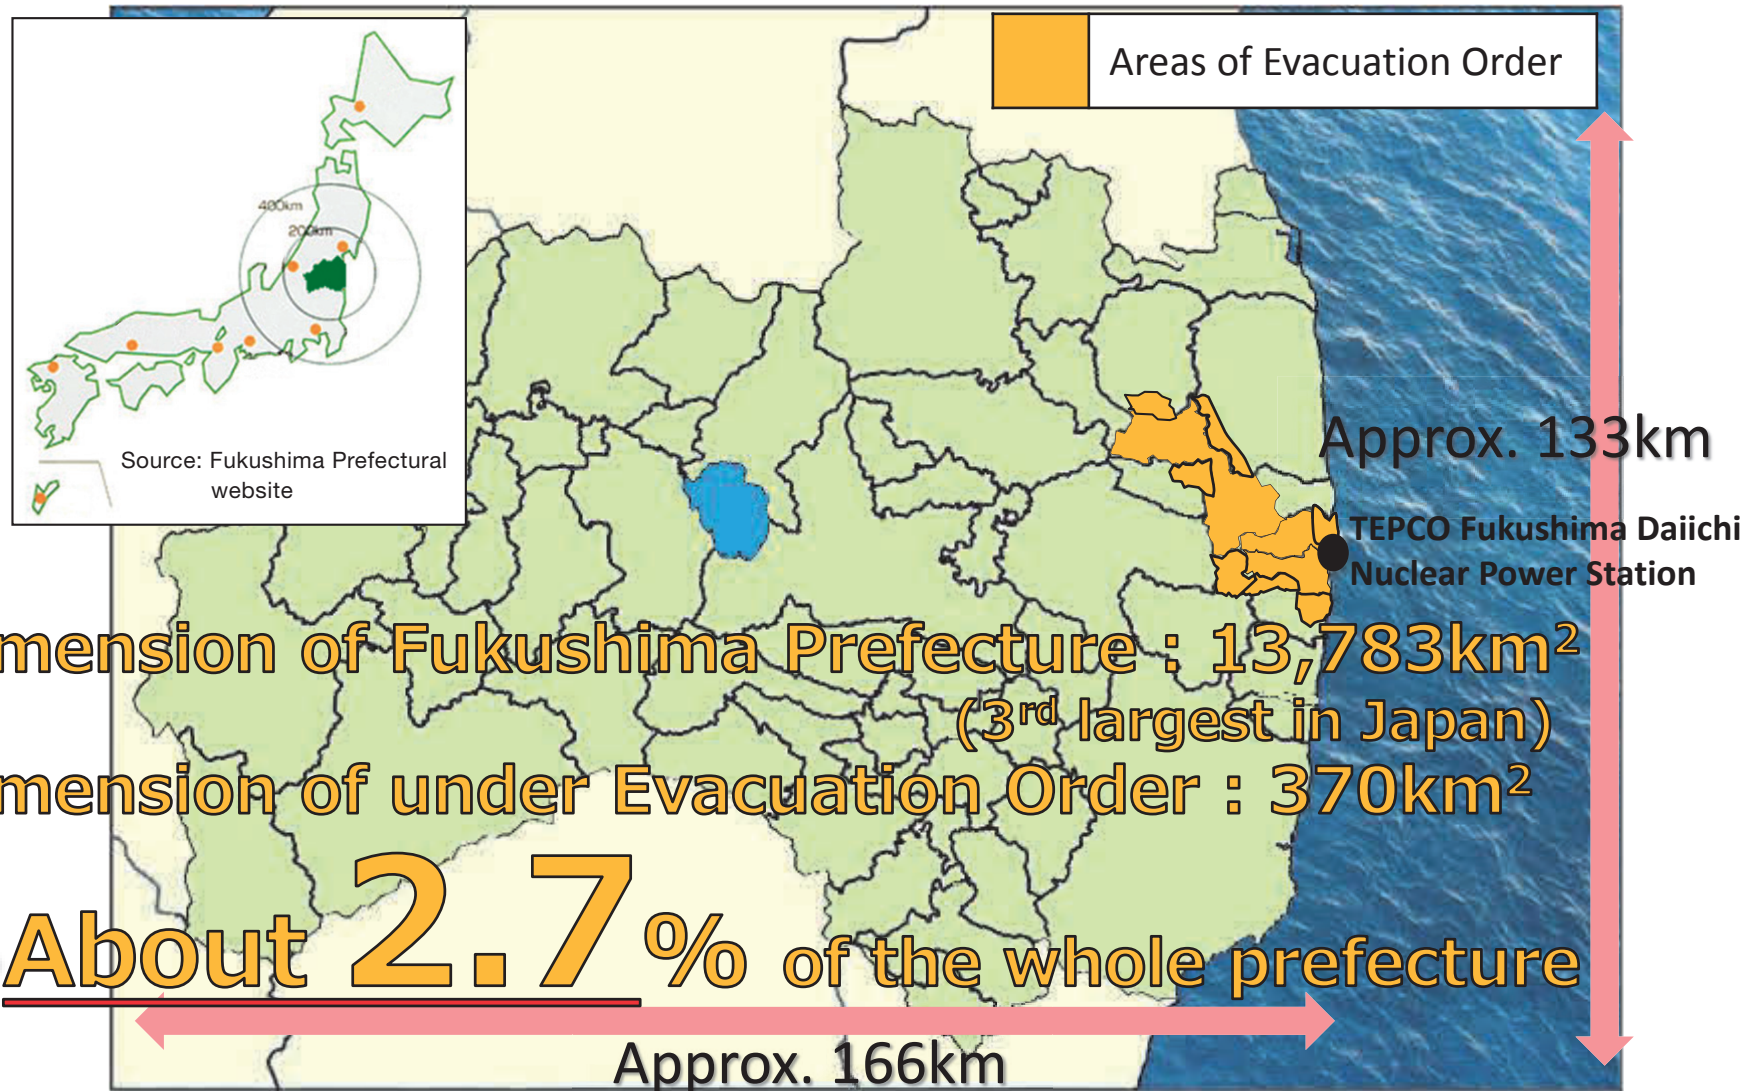 Areas of Evacuation Order
400km
200km
Source: Fukushima Prefectural
website
Approx. 133km
TEPCO Fukushima Daiichi
Nuclear Power Station
mension of Fukushima Prefecture : 13,783km²
(3rd largest in Japan)
mension of under Evacuation Order : 370km²
About 2.7% of the whole prefecture
Approx. 166km